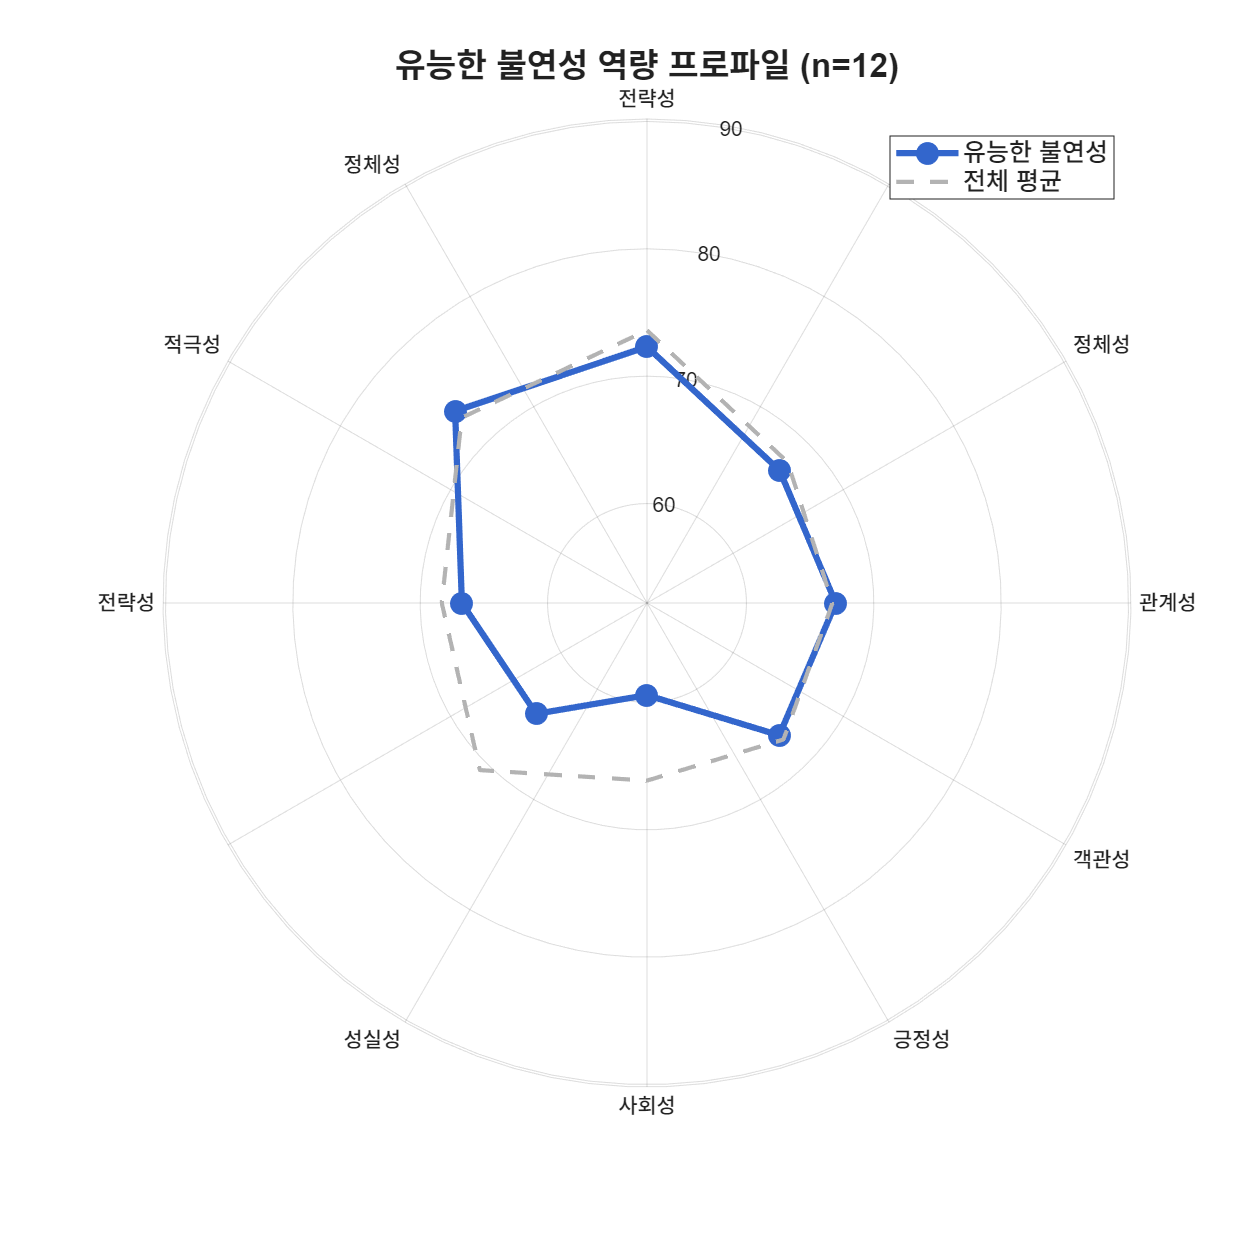 유능한 불연성 역량 프로파일 (n=12)
전략성
90
유능한 불연성
전체 평균
정체성
80
적극성
정체성
70
60
전략성
관계성
객관성
성실성
긍정성
사회성